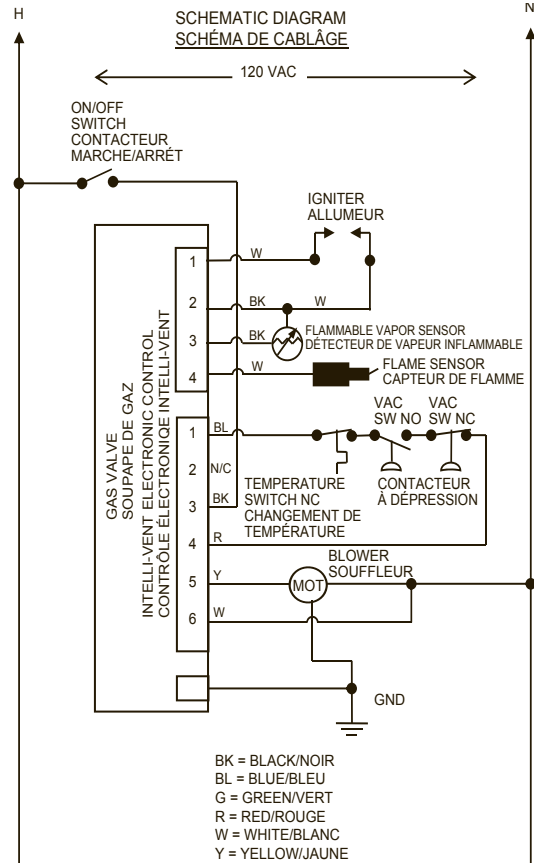 H
N
SCHEMATIC DIAGRAM
SCHÉMA DE CABLÂGE
120 VAC
ON/OFF
SWITCH
CONTACTEUR
MARCHE/ARRÉT
IGNITER
ALLUMEUR
GAS VALVE
SOUPAPE DE GAZ
INTELLI-VENT ELECTRONIC CONTROL
CONTRÔLE ÉLECTRONIQE INTELLI-VENT
1
W
2
BK
W
3
BK
FLAMMABLE VAPOR SENSOR
DÉTECTEUR DE VAPEUR INFLAMMABLE
4
W
FLAME SENSOR
CAPTEUR DE FLAMME
VAC
SW NO
VAC
SW NC
1
BL
2
N/C
TEMPERATURE
SWITCH NC
CHANGEMENT DE
TEMPÉRATURE
CONTACTEUR
À DÉPRESSION
3
BK
4
R
BLOWER
SOUFFLEUR
5
Y
MOT
6
W
GND
BK = BLACK/NOIR
BL = BLUE/BLEU
G = GREEN/VERT
R = RED/ROUGE
W = WHITE/BLANC
Y = YELLOW/JAUNE